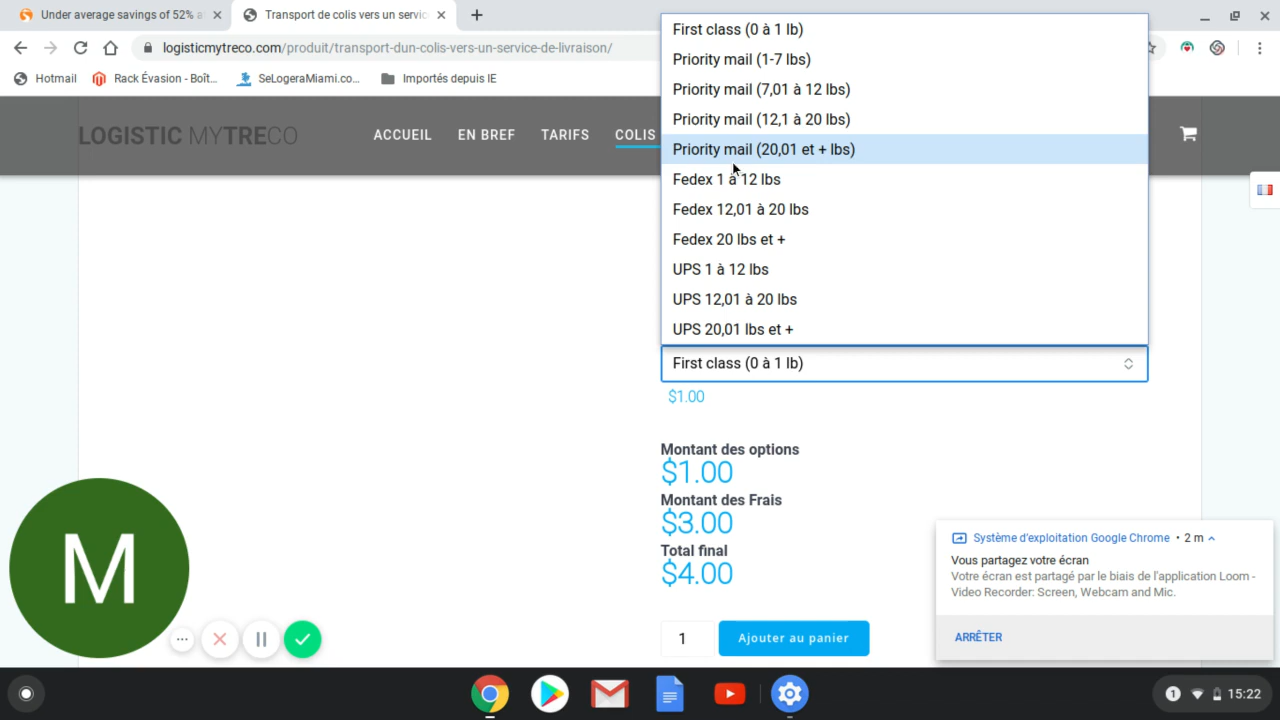 Under average savings of 52% a
Transport de colis vers un servic
logisticmytreco.com/produit/transport-dun-colis-vers-un-service-de-livraison/
Hotmail
Rack Évasion - Boît...
SeLogeraMiami.co...
Importés depuis IE
LOGISTIC MYTRECO
ACCUEIL
EN BREF
TARIFS
COLIS
First class (0 à 1 lb)
Priority mail (1-7 lbs)
Priority mail (7,01 à 12 lbs)
Priority mail (12,1 à 20 lbs)
Priority mail (20,01 et + lbs)
Fedex 1 à 12 lbs
Fedex 12,01 à 20 lbs
Fedex 20 lbs et +
UPS 1 à 12 lbs
UPS 12,01 à 20 lbs
UPS 20,01 lbs et +
First class (0 à 1 lb)
$1.00
Montant des options
$1.00
Montant des Frais
$3.00
Total final
$4.00
1
Ajouter au panier
M
Système d'exploitation Google Chrome • 2 m
Vous partagez votre écran
Votre écran est partagé par le biais de l'application Loom -
Video Recorder: Screen, Webcam and Mic.
ARRÊTER
1
15:22